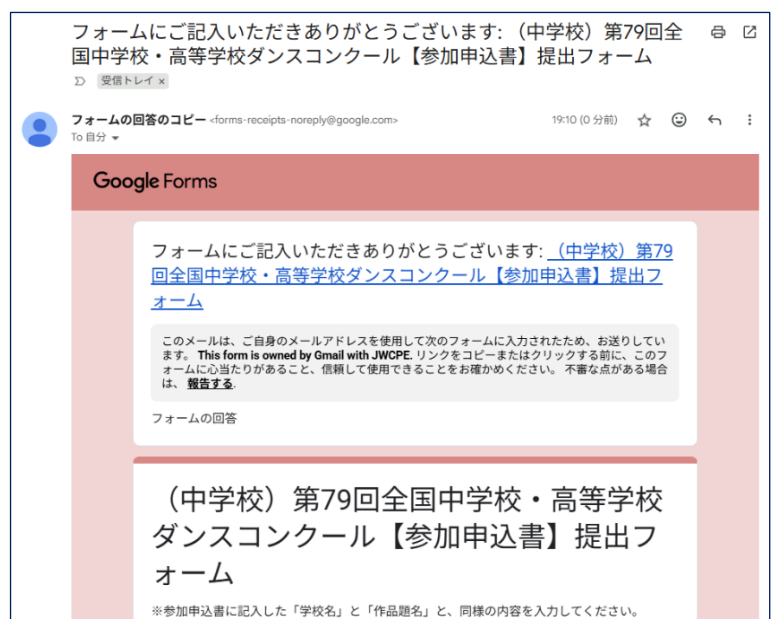 フォームにご記入いただきありがとうございます: （中学校）第79回全
国中学校・高等学校ダンスコンクール【参加申込書】提出フォーム
受信トレイ ×
フォームの回答のコピー <forms-receipts-noreply@google.com>
19:10 (0 分前)
To 自分
Google Forms
フォームにご記入いただきありがとうございます: （中学校）第79
回全国中学校・高等学校ダンスコンクール【参加申込書】提出フ
ォーム
このメールは、ご自身のメールアドレスを使用して次のフォームに入力されたため、お送りしてい
ます。 This form is owned by Gmail with JWCPE. リンクをコピーまたはクリックする前に、このフ
ォームに心当たりがあること、信頼して使用できることをお確かめください。 不審な点がある場合
は、 報告する.
フォームの回答
（中学校）第79回全国中学校・高等学校
ダンスコンクール【参加申込書】提出フ
ォーム
※参加申込書に記入した「学校名」と「作品題名」と、同様の内容を入力してください。